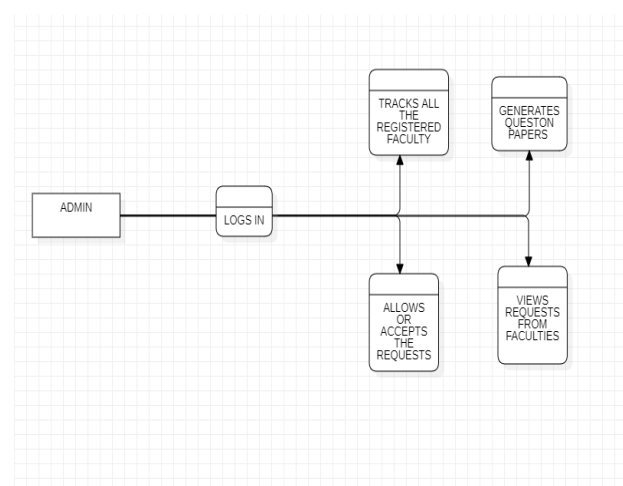 TRACKS ALL
THE
REGISTERED
FACULTY
GENERATES
QUESTON
PAPERS
ADMIN
LOGS IN
ALLOWS
OR
ACCEPTS
THE
REQUESTS
VIEWS
REQUESTS
FROM
FACULTIES